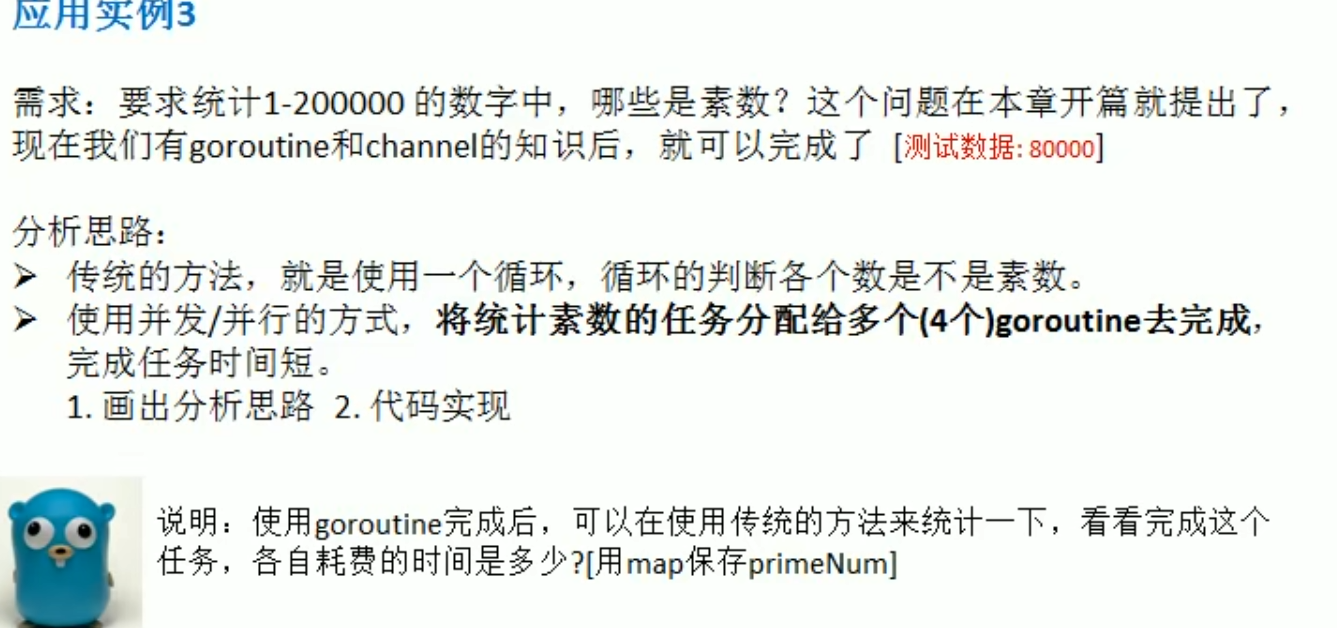 应用实例3
需求：要求统计1-200000 的数字中，哪些是素数？这个问题在本章开篇就提出了，
现在我们有goroutine和channel的知识后，就可以完成了 [测试数据: 80000]
分析思路：
➢ 传统的方法，就是使用一个循环，循环的判断各个数是不是素数。
➢ 使用并发/并行的方式，将统计素数的任务分配给多个(4个)goroutine去完成，
完成任务时间短。
1. 画出分析思路 2. 代码实现
说明：使用goroutine完成后，可以在使用传统的方法来统计一下，看看完成这个
任务，各自耗费的时间是多少?[用map保存primeNum]